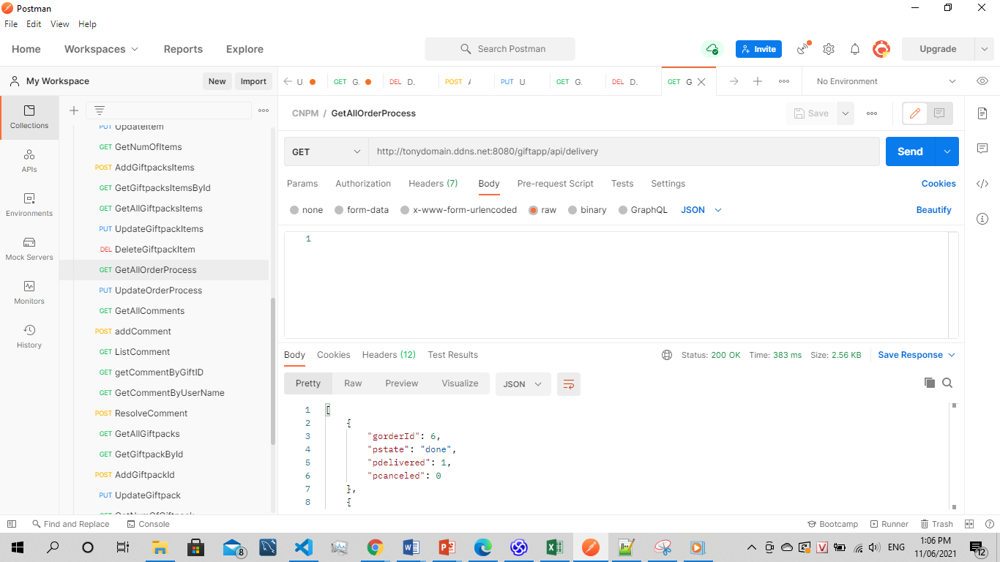 Postman
File Edit View Help
Home Workspaces Reports Explore Search Postman Invite Upgrade
My Workspace New Import
U. GET G. DEL D. POST PUT U GET G. DEL D. GET G No Environment
Collections
APIs
Environments
Mock Servers
Monitors
History
PUT UpdateItem
GET GetNumOfItems
POST AddGiftpacksItems
GET GetGiftpacksItemsById
GET GetAllGiftpacksItems
PUT UpdateGiftpackItems
DEL DeleteGiftpackItem
GET GetAllOrderProcess
PUT UpdateOrderProcess
GET GetAllComments
POST addComment
GET ListComment
GET getCommentByGiftID
GET GetCommentByUserName
POST ResolveComment
GET GetAllGiftpacks
GET GetGiftpackById
POST AddGiftpackId
PUT UpdateGiftpack
GET GetNumOfGiftpack
CNPM / GetAllOrderProcess Save
GET http://tonydomain.ddns.net:8080/giftapp/api/delivery Send
Params Authorization Headers (7) Body Pre-request Script Tests Settings Cookies
none form-data x-www-form-urlencoded raw binary GraphQL JSON Beautify
1
Body Cookies Headers (12) Test Results Status: 200 OK Time: 383 ms Size: 2.56 KB Save Response
Pretty Raw Preview Visualize JSON
1 [
2 {
3 "gorderId": 6,
4 "pstate": "done",
5 "pdelivered": 1,
6 "pcanceled": 0
7 },
8 {
Find and Replace Console Bootcamp Runner Trash
8 ENG 1:06 PM
11/06/2021 12